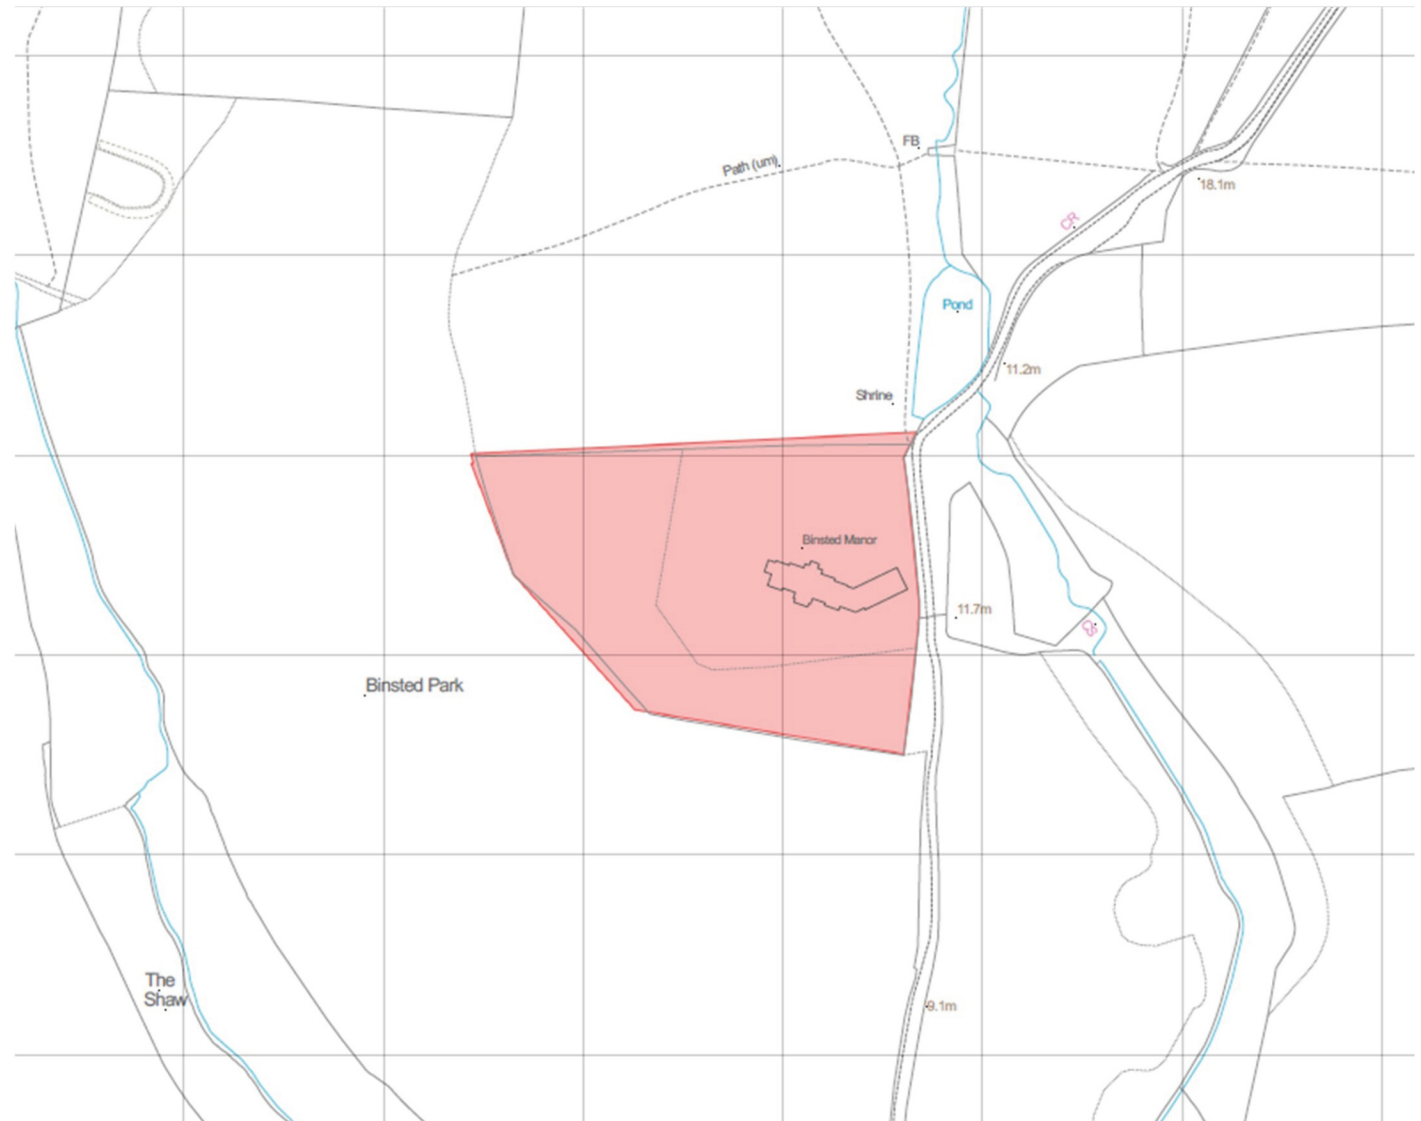 FB
Path (um)
18.1m
CR
Pond
11.2m
Shrine
Binsted Manor
11.7m
CS
Binsted Park
The
Shaw
9.1m